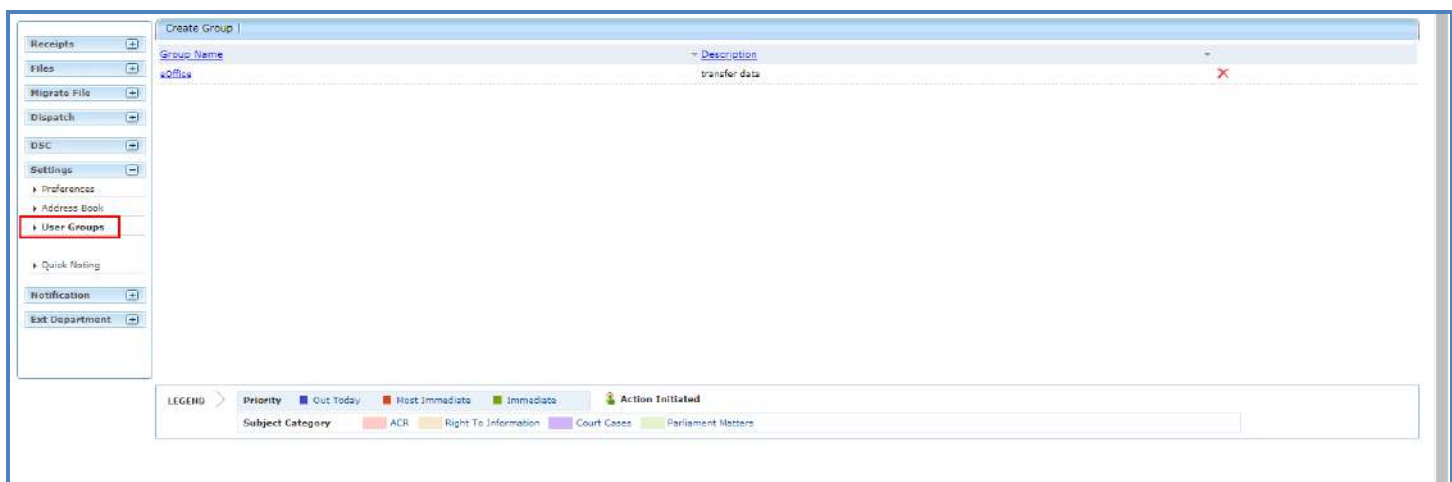 Create Group |
Receipts
Files
Migrate File
Dispatch
DSC
Settings
Preferences
Address Book
User Groups
Quick Noting
Notification
Ext Department
Group Name Description
eOffice transfer data
LEGEND Priority Out Today Most Immediate Immediate Action Initiated
Subject Category ACR Right To Information Court Cases Parliament Matters